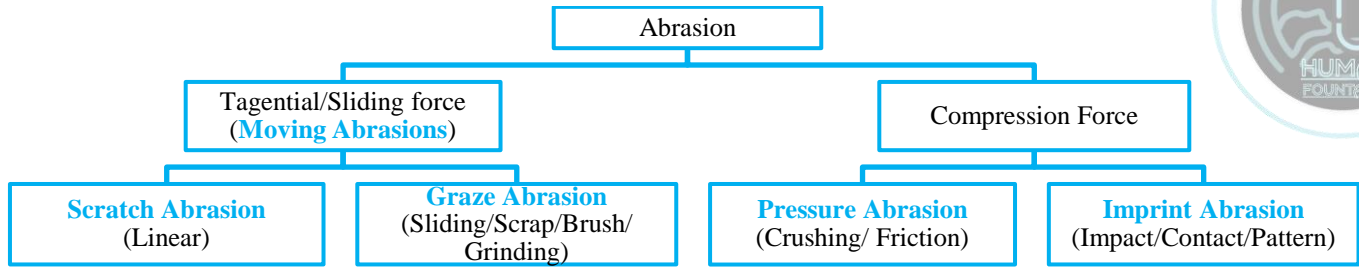 Abrasion
Tagential/Sliding force
(Moving Abrasions)
Compression Force
Scratch Abrasion
(Linear)
Graze Abrasion
(Sliding/Scrap/Brush/
Grinding)
Pressure Abrasion
(Crushing/ Friction)
Imprint Abrasion
(Impact/Contact/Pattern)